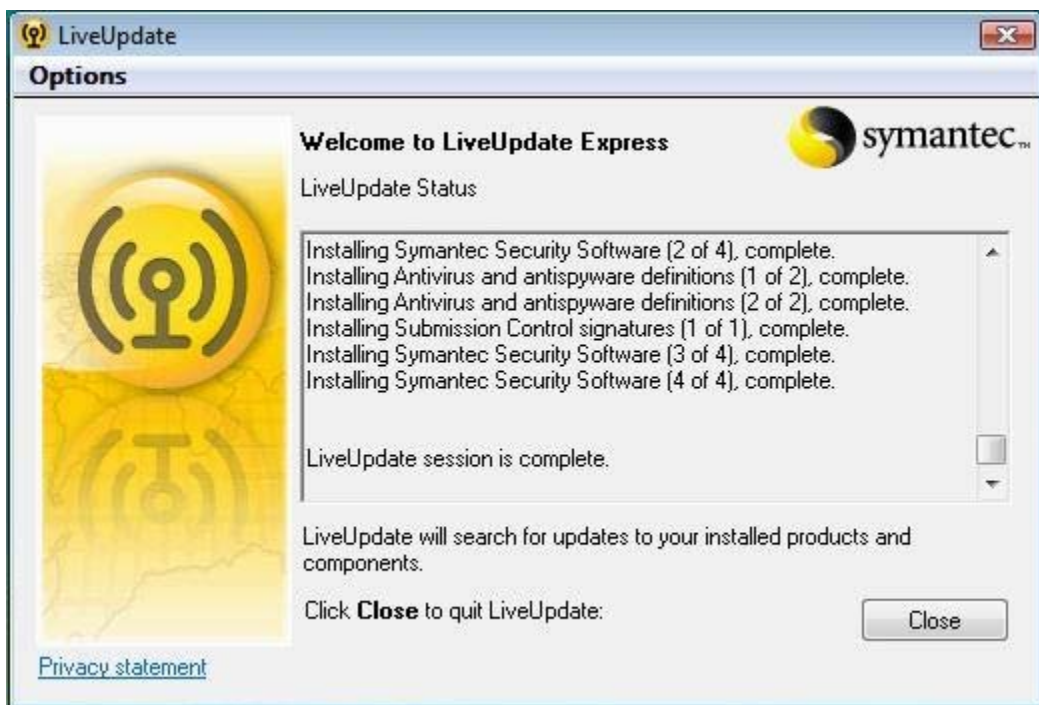 LiveUpdate
Options
Welcome to LiveUpdate Express
symantec™
LiveUpdate Status
Installing Symantec Security Software (2 of 4), complete.
Installing Antivirus and antispyware definitions (1 of 2), complete.
Installing Antivirus and antispyware definitions (2 of 2), complete.
Installing Submission Control signatures (1 of 1), complete.
Installing Symantec Security Software (3 of 4), complete.
Installing Symantec Security Software (4 of 4), complete.
LiveUpdate session is complete.
LiveUpdate will search for updates to your installed products and
components.
Click Close to quit LiveUpdate:
Close
Privacy statement